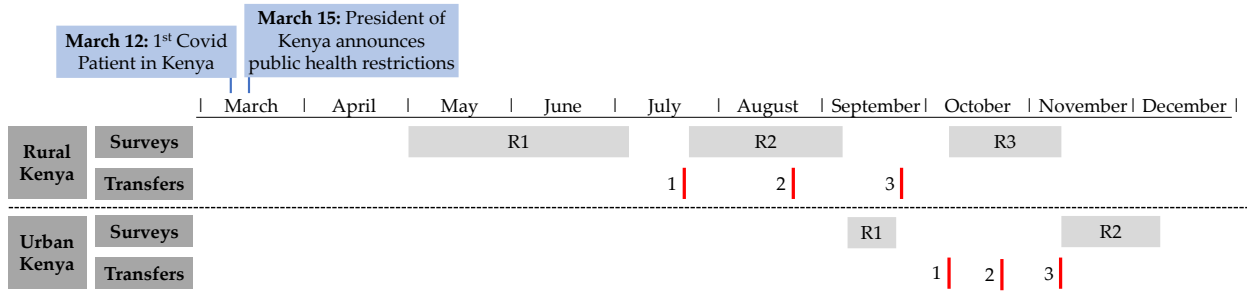 March 12: 1st Covid
Patient in Kenya
March 15: President of
Kenya announces
public health restrictions
| March | April | May | June | July | August | September | October | November | December |
Rural
Kenya
Surveys
R1
R2
R3
Transfers
1
2
3
Urban
Kenya
Surveys
R1
R2
Transfers
1
2
3